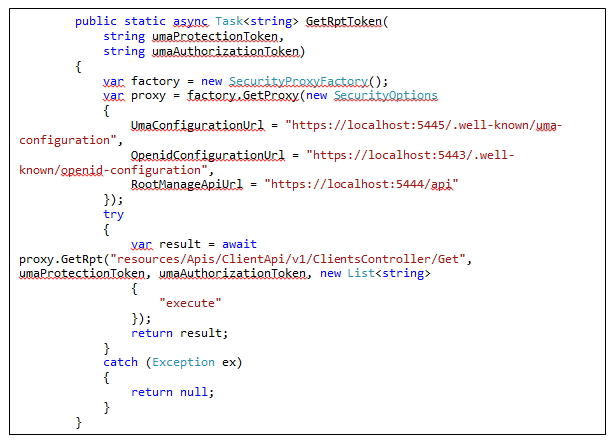 public static async Task<string> GetRptToken(
string umaProtectionToken,
string umaAuthorizationToken)
{
var factory = new SecurityProxyFactory();
var proxy = factory.GetProxy(new SecurityOptions
{
UmaConfigurationUrl = "https://localhost:5445/.well-known/uma-
configuration",
OpenidConfigurationUrl = "https://localhost:5443/.well-
known/openid-configuration",
RootManageApiUrl = "https://localhost:5444/api"
});
try
{
var result = await
proxy.GetRpt("resources/Apis/ClientApi/v1/ClientsController/Get",
umaProtectionToken, umaAuthorizationToken, new List<string>
{
"execute"
});
return result;
}
catch (Exception ex)
{
return null;
}
}